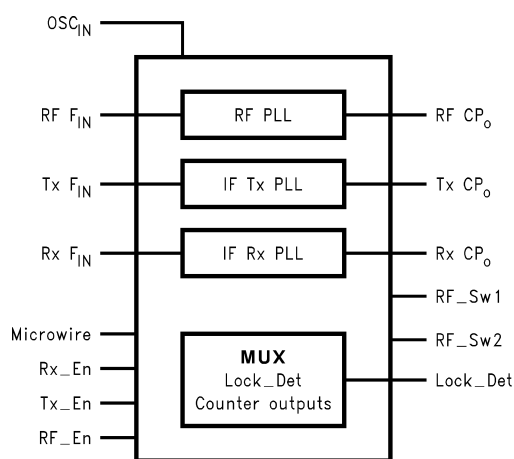 OSC_IN
RF F_IN RF PLL RF CP_o
Tx F_IN IF Tx PLL Tx CP_o
Rx F_IN IF Rx PLL Rx CP_o
RF_Sw1
Microwire MUX RF_Sw2
Rx_En Lock_Det Lock_Det
Tx_En Counter outputs
RF_En